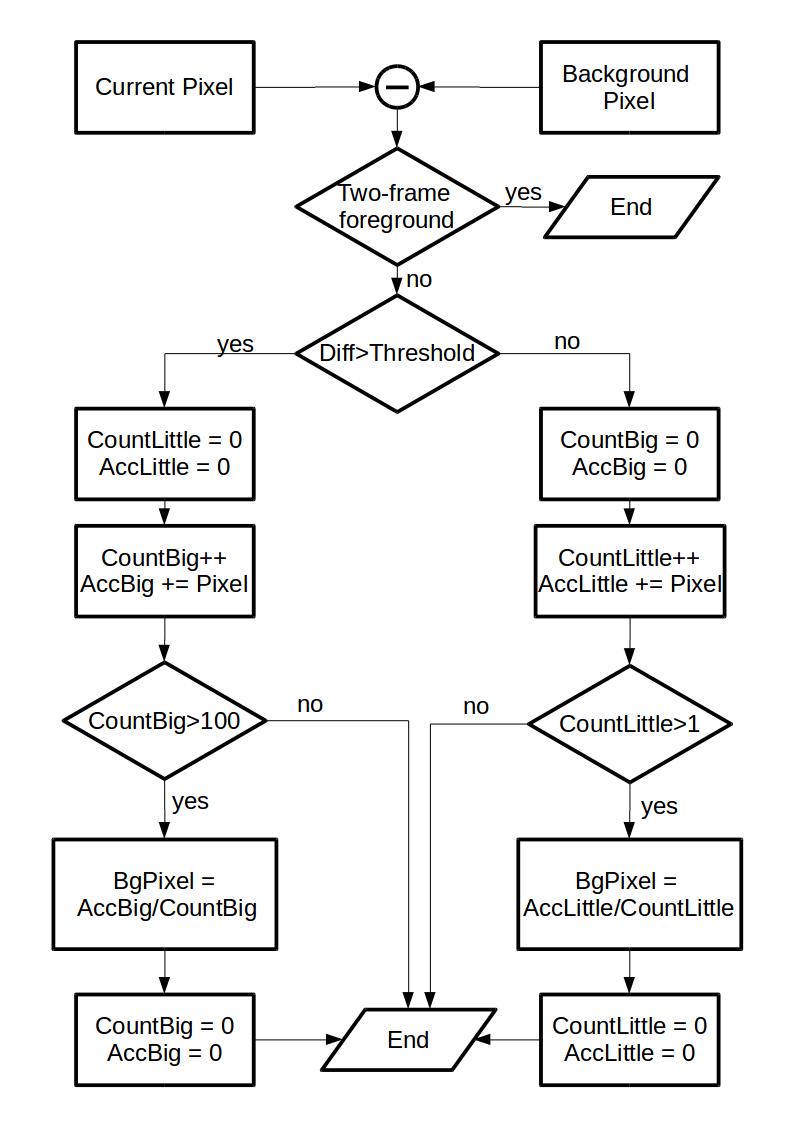 Current Pixel
Background
Pixel
Two-frame
foreground
yes
End
no
Diff>Threshold
yes
no
CountLittle = 0
AccLittle = 0
CountBig = 0
AccBig = 0
CountBig++
AccBig += Pixel
CountLittle++
AccLittle += Pixel
CountBig>100
no
no
CountLittle>1
yes
yes
BgPixel =
AccBig/CountBig
BgPixel =
AccLittle/CountLittle
CountBig = 0
AccBig = 0
End
CountLittle = 0
AccLittle = 0